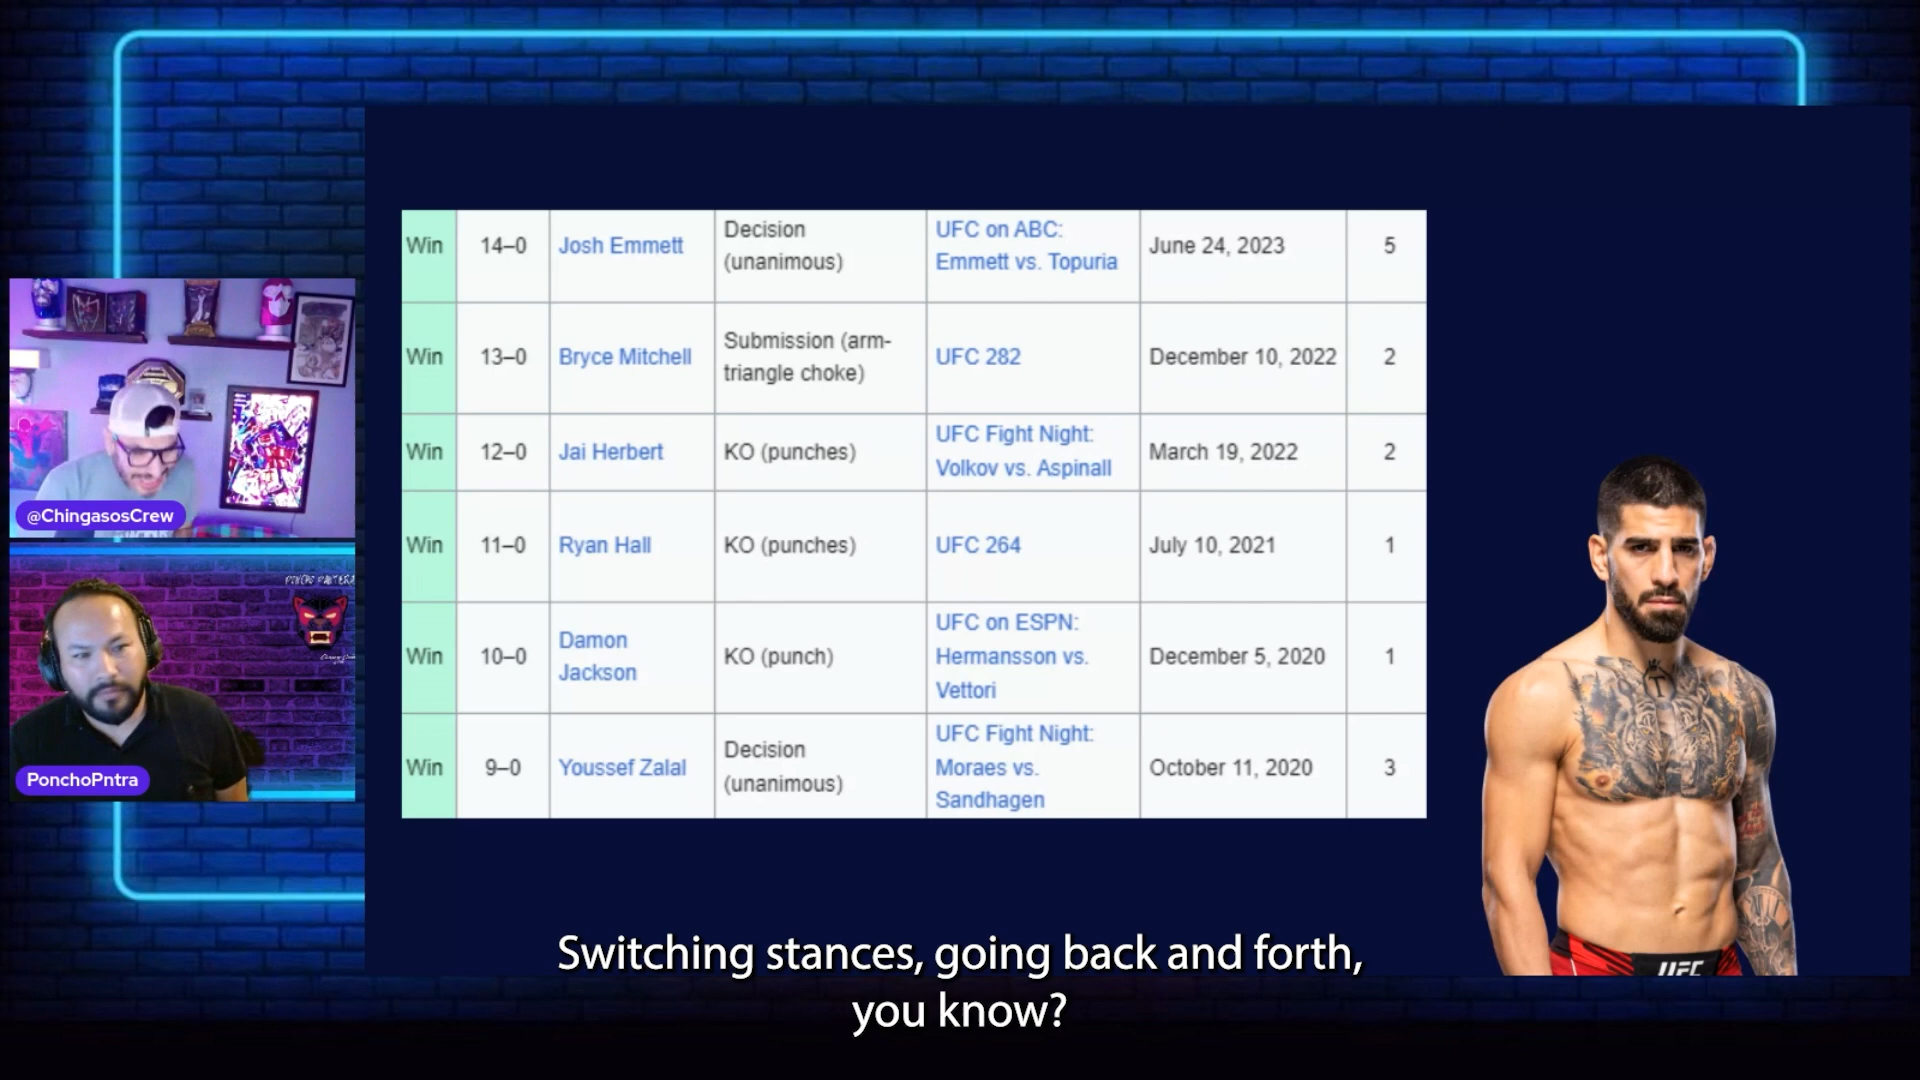 Win 14–0 Josh Emmett Decision (unanimous) UFC on ABC: Emmett vs. Topuria June 24, 2023 5
Win 13–0 Bryce Mitchell Submission (arm-triangle choke) UFC 282 December 10, 2022 2
Win 12–0 Jai Herbert KO (punches) UFC Fight Night: Volkov vs. Aspinall March 19, 2022 2
Win 11–0 Ryan Hall KO (punches) UFC 264 July 10, 2021 1
Win 10–0 Damon Jackson KO (punch) UFC on ESPN: Hermansson vs. Vettori December 5, 2020 1
Win 9–0 Youssef Zalal Decision (unanimous) UFC Fight Night: Moraes vs. Sandhagen October 11, 2020 3
@ChingasosCrew
PONCHO PANTERA
PonchoPntra
UFC
Switching stances, going back and forth,
you know?